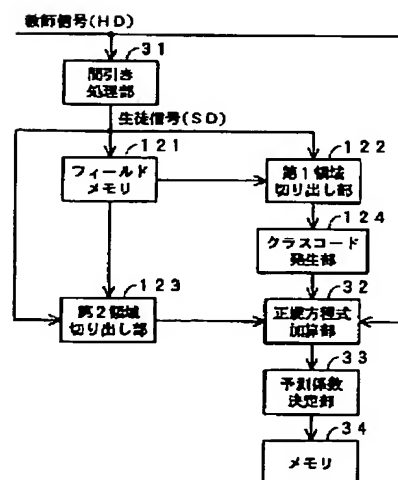 教師信号(HD)
31
間引き
処理部
生徒信号(SD)
121
フィールド
メモリ
122
第1領域
切り出し部
124
クラスコード
発生部
123
第2領域
切り出し部
32
正規方程式
加算部
33
予測係数
決定部
34
メモリ